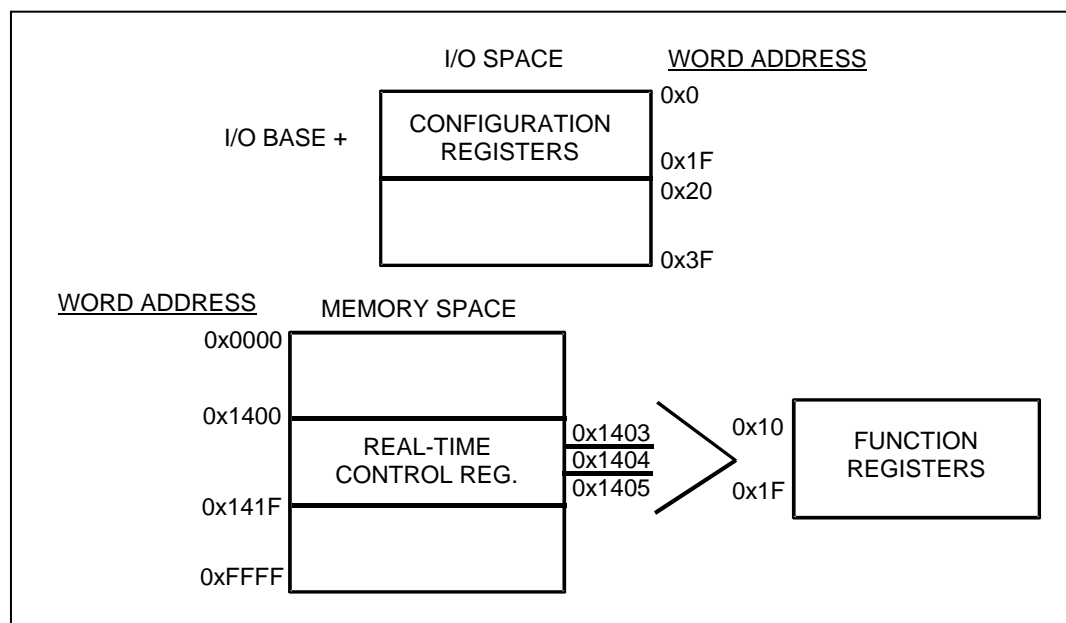 I/O SPACE
WORD ADDRESS
0x0
I/O BASE +
CONFIGURATION
REGISTERS
0x1F
0x20
0x3F
WORD ADDRESS
MEMORY SPACE
0x0000
0x1400
REAL-TIME
CONTROL REG.
0x1403
0x1404
0x1405
0x141F
0xFFFF
0x10
0x1F
FUNCTION
REGISTERS